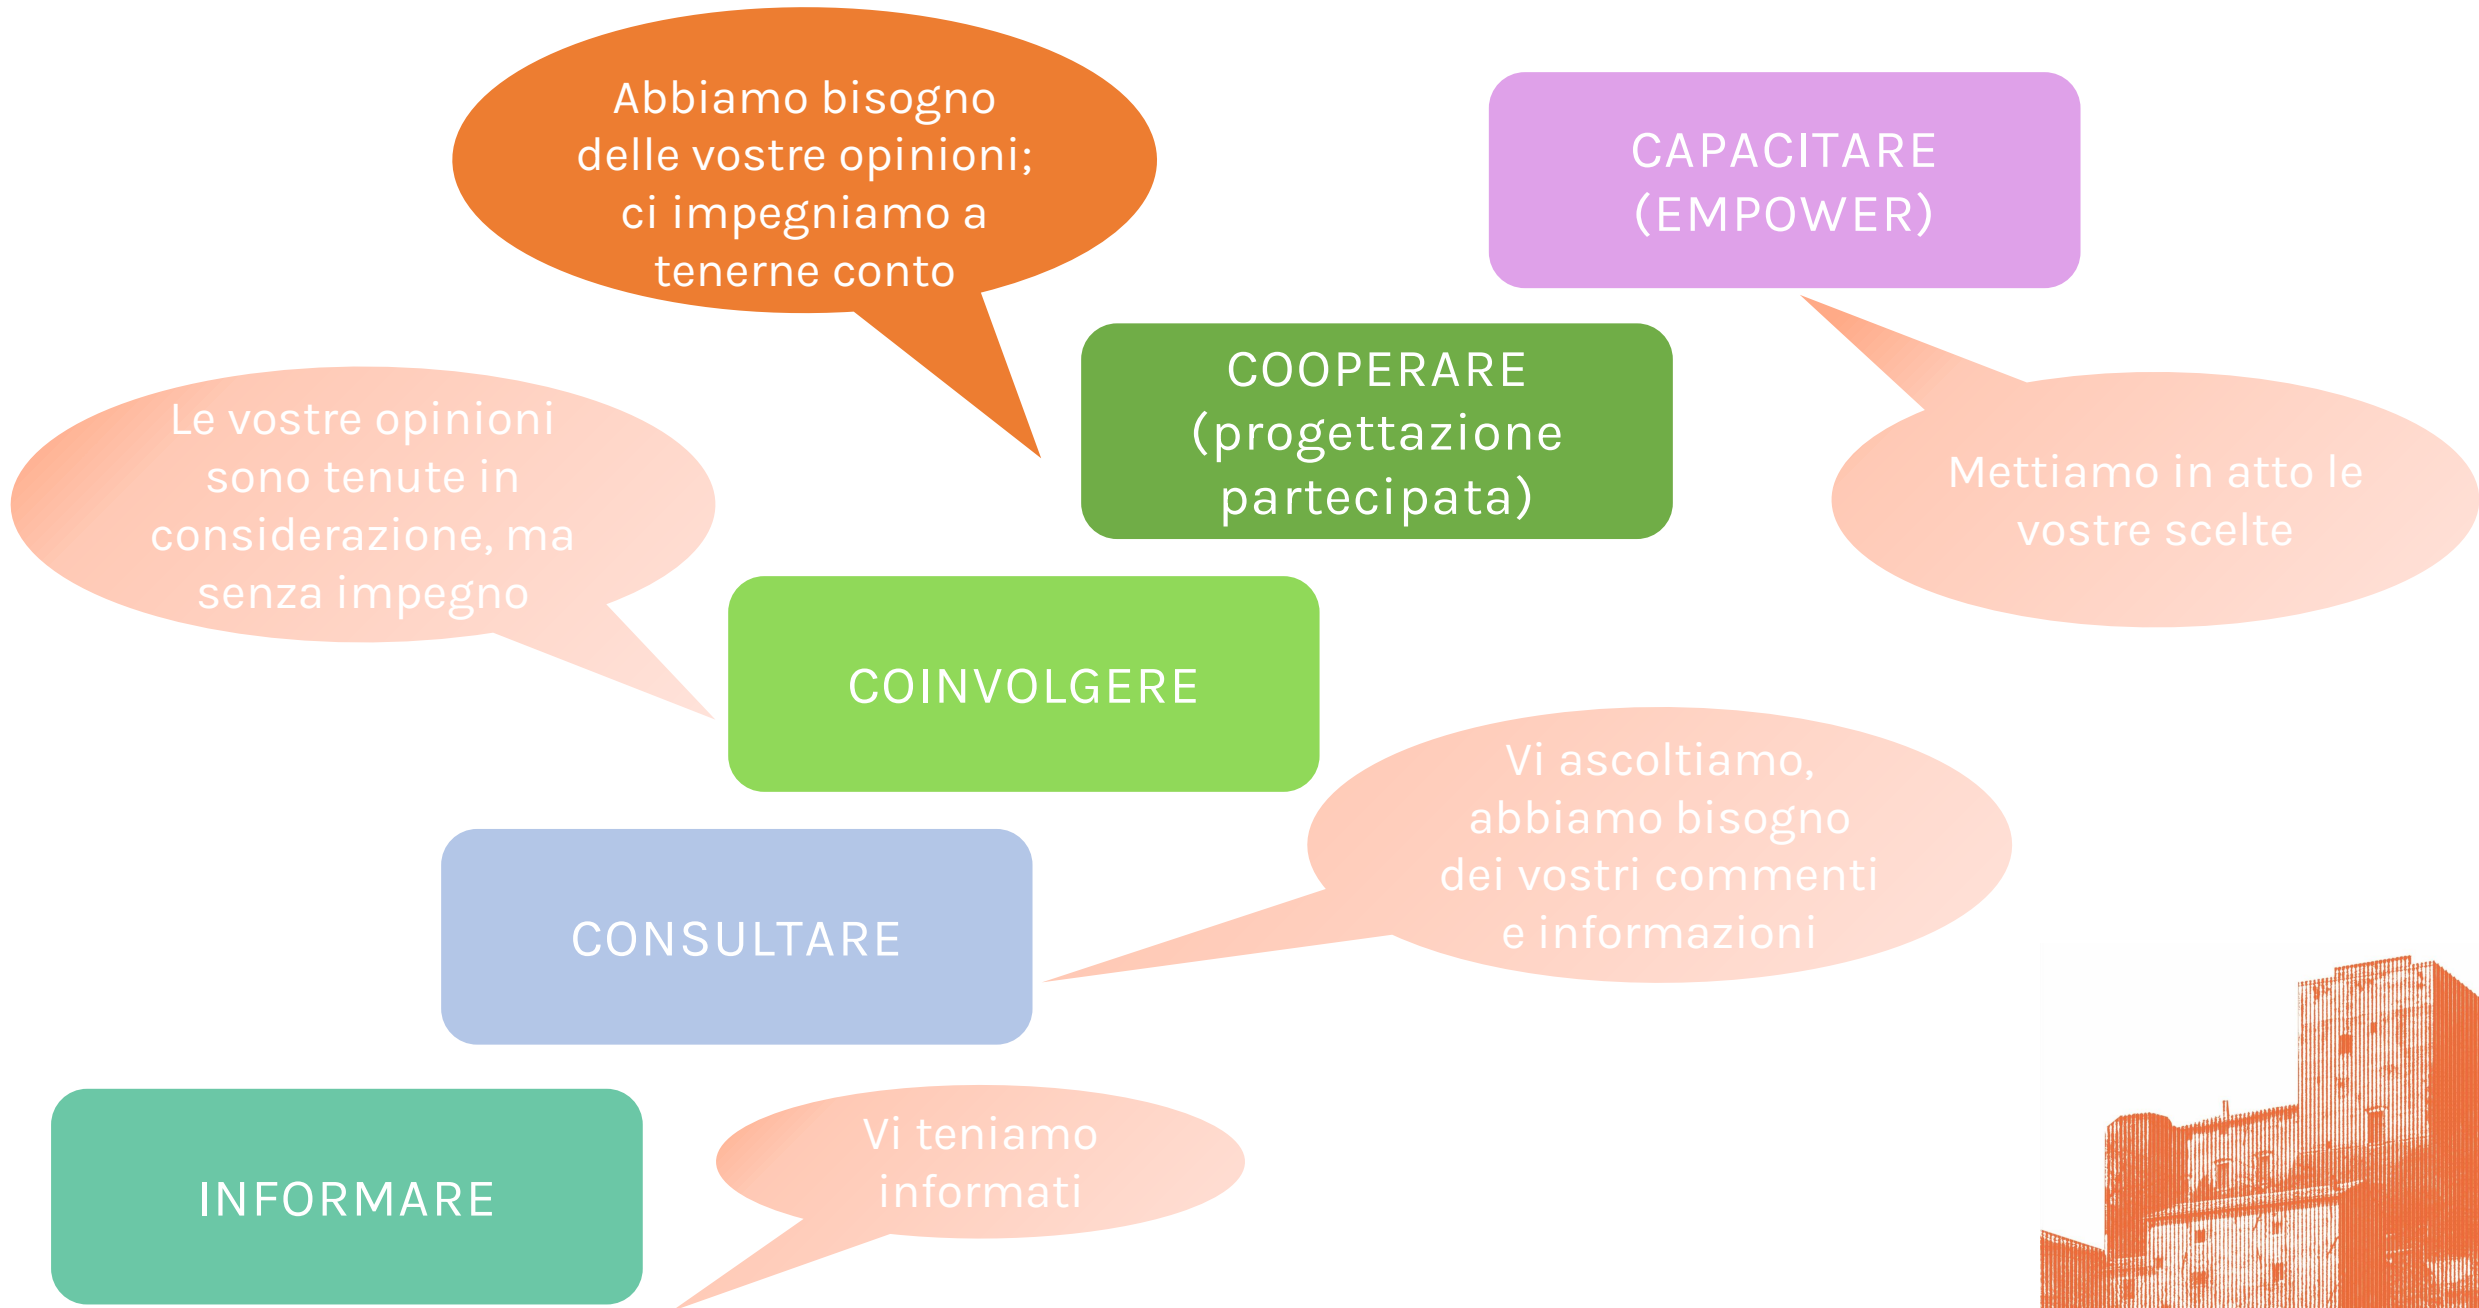 Abbiamo bisogno
delle vostre opinioni;
ci impegniamo a
tenerne conto
CAPACITARE
(EMPOWER)
COOPERARE
(progettazione
partecipata)
Le vostre opinioni
sono tenute in
considerazione, ma
senza impegno
Mettiamo in atto le
vostre scelte
COINVOLGERE
Vi ascoltiamo,
abbiamo bisogno
dei vostri commenti
e informazioni
CONSULTARE
Vi teniamo
informati
INFORMARE